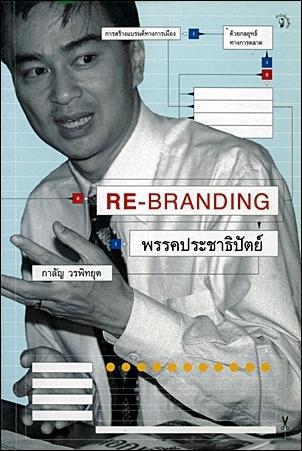 การสร้างแบรนด์ทางการเมือง
ด้วยกลยุทธ์
ทางการตลาด
RE-BRANDING
พรรคประชาธิปัตย์
กาลัญ วรพิทยุต